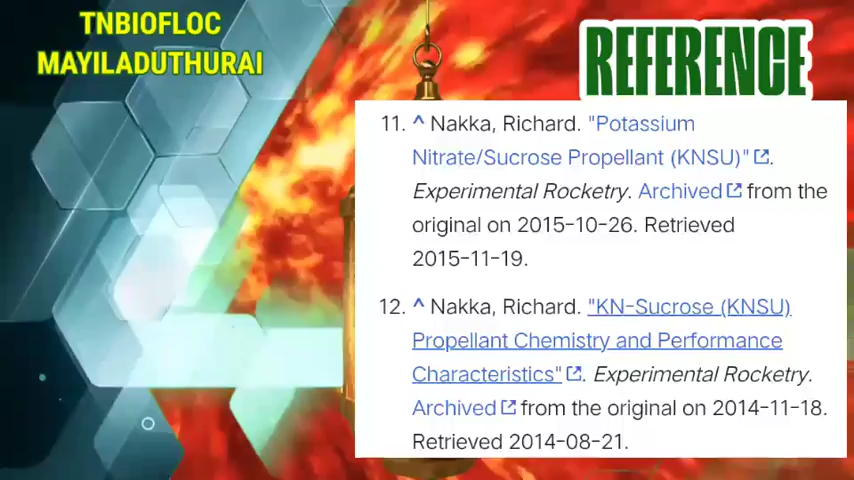 TNBIOFLOC
MAYILADUTHURAI
REFERENCE
11. ^ Nakka, Richard. "Potassium
Nitrate/Sucrose Propellant (KNSU)".
Experimental Rocketry. Archived from the
original on 2015-10-26. Retrieved
2015-11-19.
12. ^ Nakka, Richard. "KN-Sucrose (KNSU)
Propellant Chemistry and Performance
Characteristics". Experimental Rocketry.
Archived from the original on 2014-11-18.
Retrieved 2014-08-21.